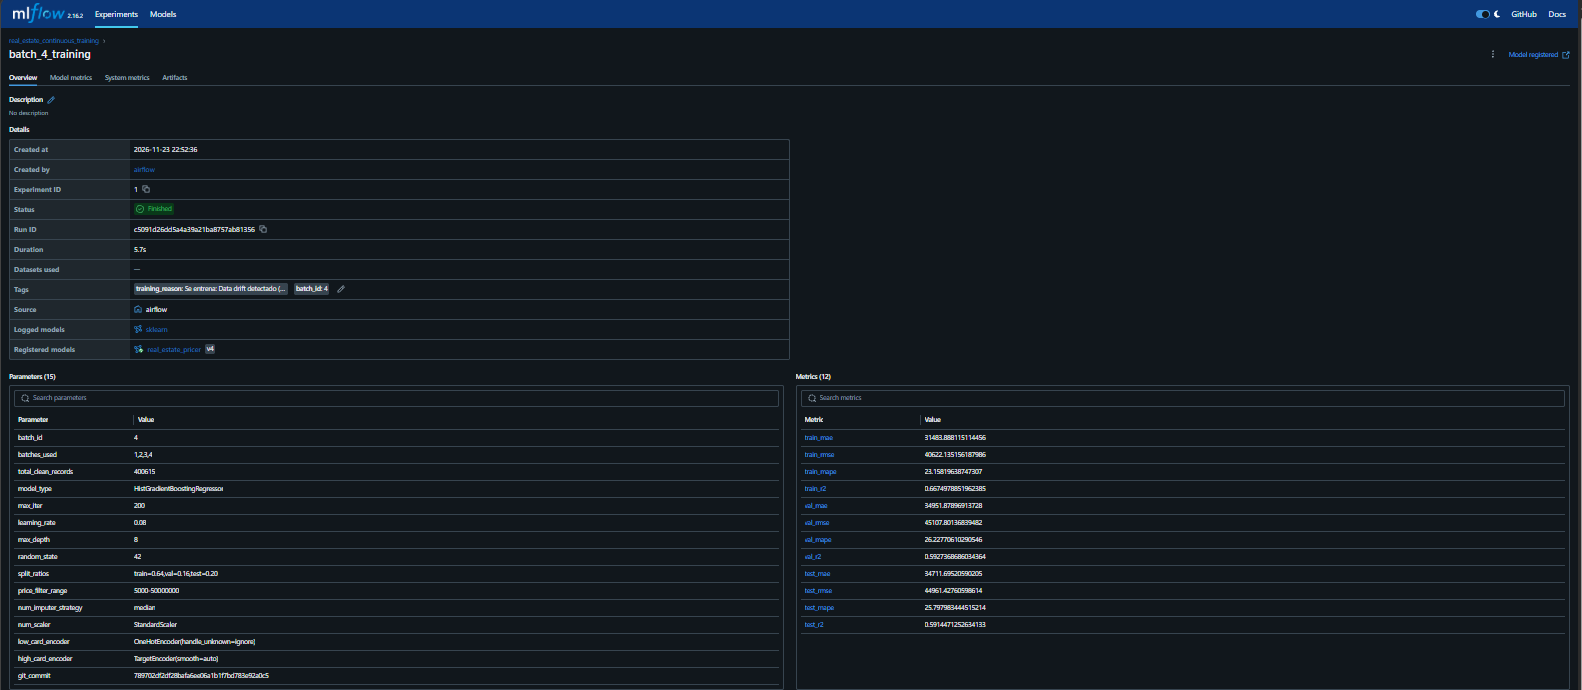 mlflow 2.16.2 Experiments Models GitHub Docs
real_estate_continuous_training ›
batch_4_training Model registered
Overview Model metrics System metrics Artifacts
Description
No description
Details
Created at 2026-11-23 22:52:36
Created by airflow
Experiment ID 1
Status Finished
Run ID c5091d26dd5a4a39a21ba8757ab81356
Duration 5.7s
Datasets used —
Tags training_reason: Se entrena: Data drift detectado (... batch_id: 4
Source airflow
Logged models sklearn
Registered models real_estate_pricer v4
Parameters (15)
Search parameters
Parameter Value
batch_id 4
batches_used 1,2,3,4
total_clean_records 400615
model_type HistGradientBoostingRegressor
max_iter 200
learning_rate 0.08
max_depth 8
random_state 42
split_ratios train=0.64,val=0.16,test=0.20
price_filter_range 5000-50000000
num_imputer_strategy median
num_scaler StandardScaler
low_card_encoder OneHotEncoder(handle_unknown=ignore)
high_card_encoder TargetEncoder(smooth=auto)
git_commit 789702df2df28bafa6ee06a1b1f7bd783e92a0c5
Metrics (12)
Search metrics
Metric Value
train_mae 31483.888115114456
train_rmse 40622.135156187986
train_mape 23.15819638747307
train_r2 0.6674978851962385
val_mae 34951.87896913728
val_rmse 45107.80136839482
val_mape 26.22770610290546
val_r2 0.5927368686034364
test_mae 34711.69520590205
test_rmse 44961.42760598614
test_mape 25.797983444515214
test_r2 0.5914471252634133